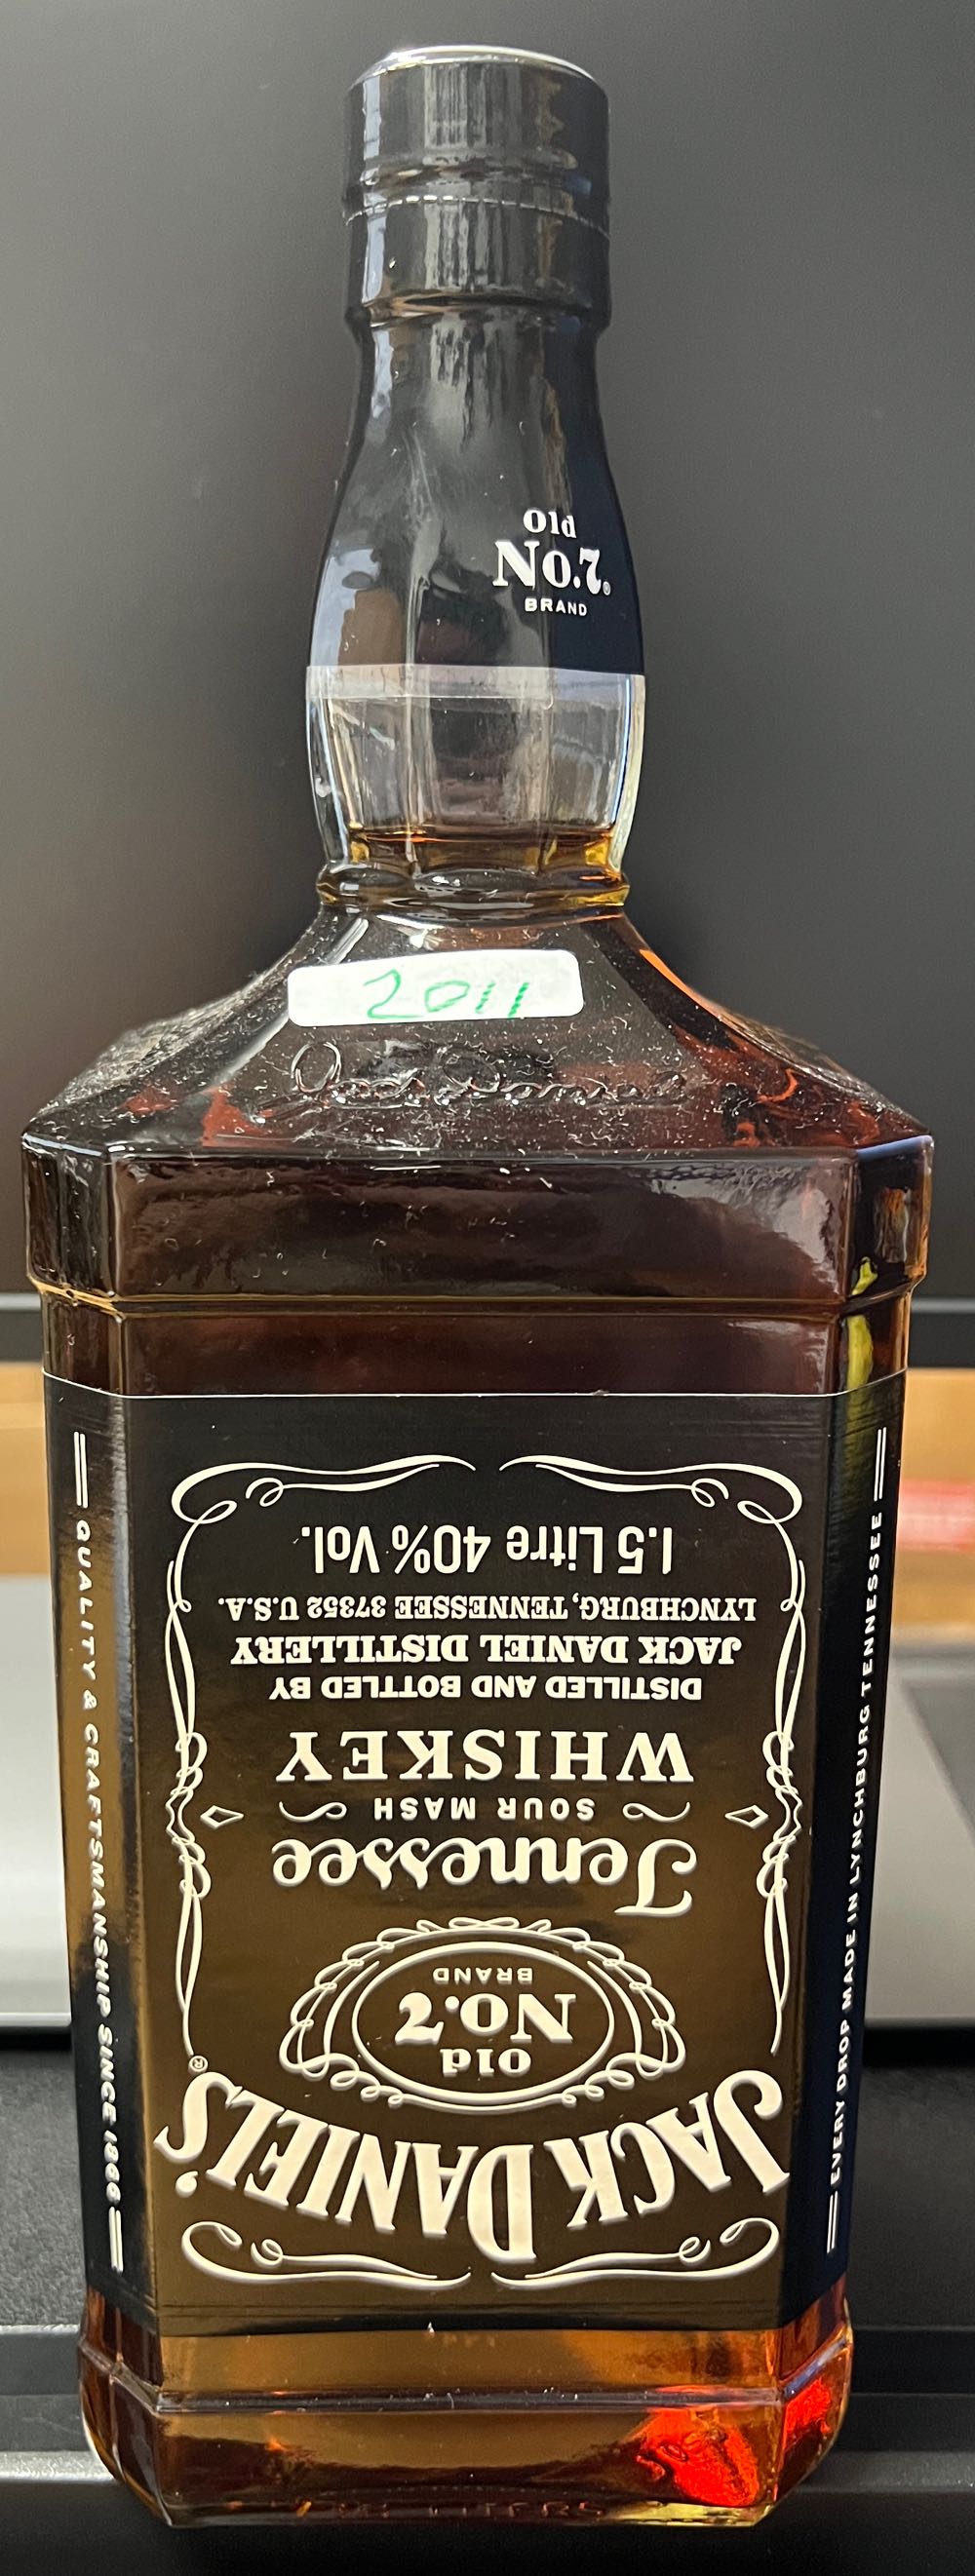 Old
No.7®
BRAND
2011
Jack Daniel
JACK DANIEL'S®
Old
No.7
BRAND
Tennessee
SOUR MASH
WHISKEY
DISTILLED AND BOTTLED BY
JACK DANIEL DISTILLERY
LYNCHBURG, TENNESSEE 37352 U.S.A.
1.5 Litre 40% Vol.
QUALITY & CRAFTSMANSHIP SINCE 1866
EVERY DROP MADE IN LYNCHBURG TENNESSEE